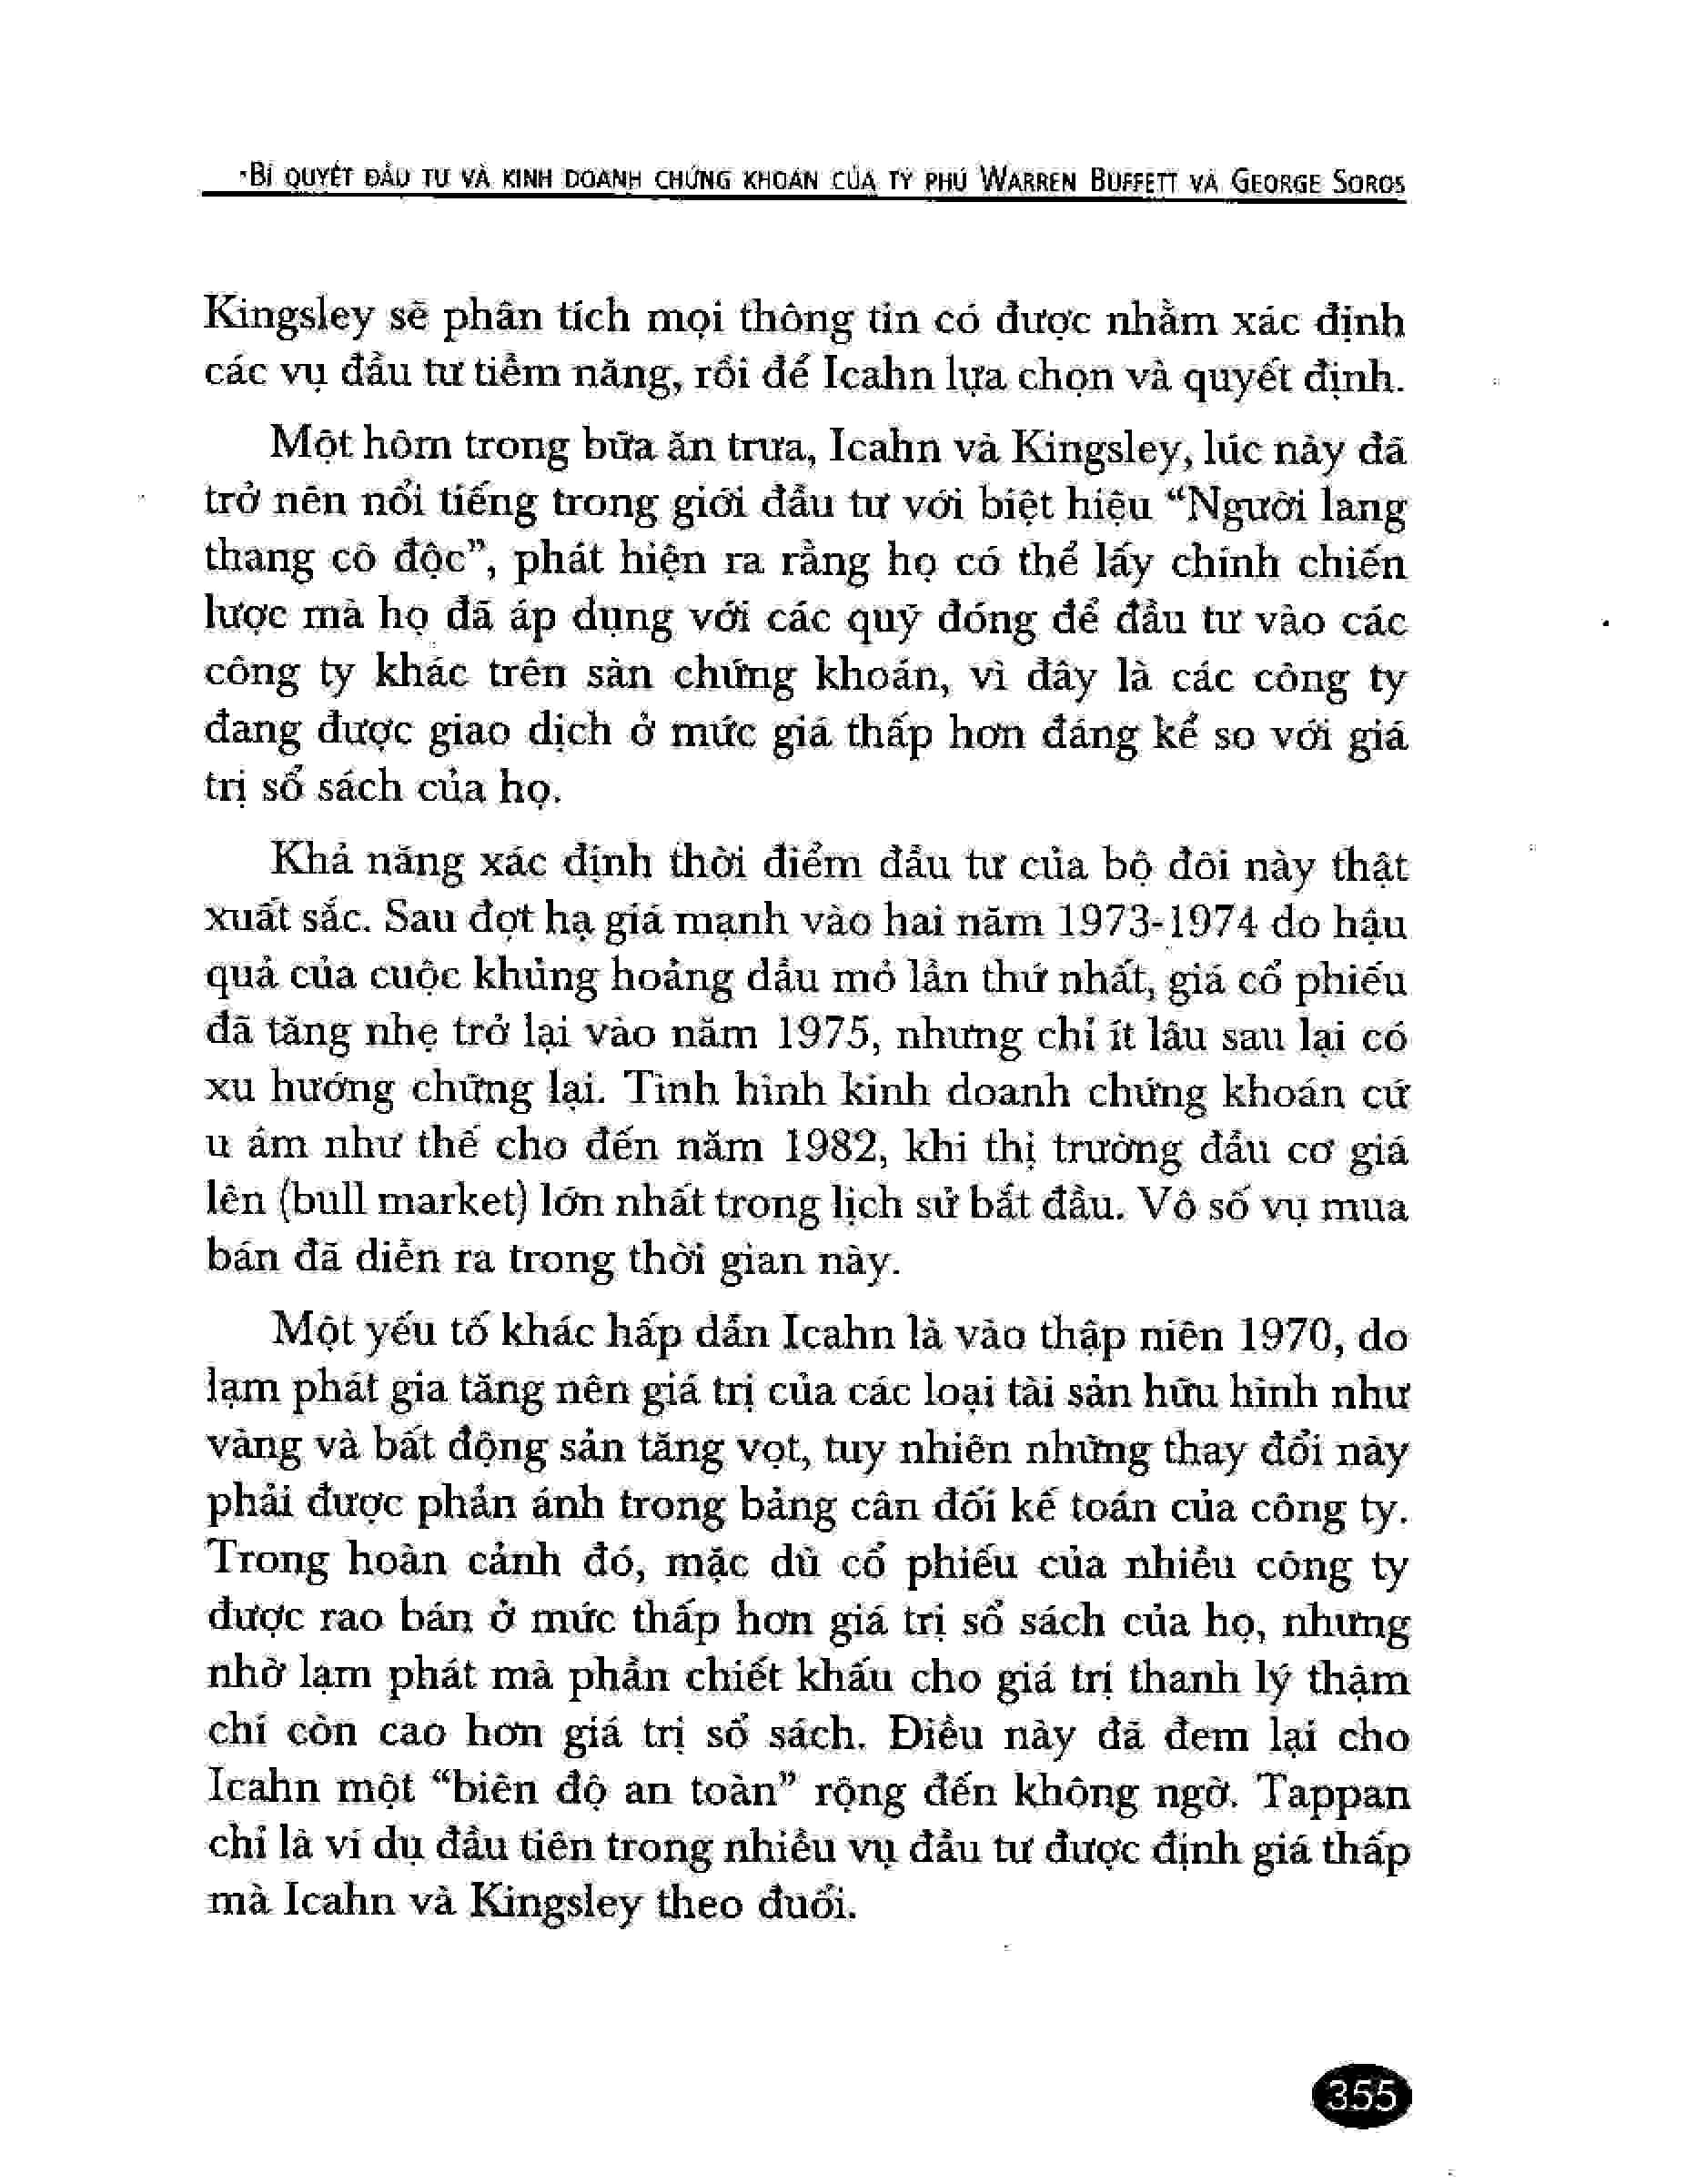 BÍ QUYẾT ĐẦU TƯ VÀ KINH DOANH CHỨNG KHOÁN CỦA TỶ PHÚ WARREN BUFFETT VÀ GEORGE SOROS
Kingsley sẽ phân tích mọi thông tin có được nhằm xác định
các vụ đầu tư tiềm năng, rồi để Icahn lựa chọn và quyết định.
Một hôm trong bữa ăn trưa, Icahn và Kingsley, lúc này đã
trở nên nổi tiếng trong giới đầu tư với biệt hiệu “Người lang
thang cô độc”, phát hiện ra rằng họ có thể lấy chính chiến
lược mà họ đã áp dụng với các quỹ đóng để đầu tư vào các
công ty khác trên sàn chứng khoán, vì đây là các công ty
đang được giao dịch ở mức giá thấp hơn đáng kể so với giá
trị sổ sách của họ.
Khả năng xác định thời điểm đầu tư của bộ đôi này thật
xuất sắc. Sau đợt hạ giá mạnh vào hai năm 1973-1974 do hậu
quả của cuộc khủng hoảng dầu mỏ lần thứ nhất, giá cổ phiếu
đã tăng nhẹ trở lại vào năm 1975, nhưng chỉ ít lâu sau lại có
xu hướng chững lại. Tình hình kinh doanh chứng khoán cứ
u ám như thế cho đến năm 1982, khi thị trường đầu cơ giá
lên (bull market) lớn nhất trong lịch sử bắt đầu. Vô số vụ mua
bán đã diễn ra trong thời gian này.
Một yếu tố khác hấp dẫn Icahn là vào thập niên 1970, do
lạm phát gia tăng nên giá trị của các loại tài sản hữu hình như
vàng và bất động sản tăng vọt, tuy nhiên những thay đổi này
phải được phản ánh trong bảng cân đối kế toán của công ty.
Trong hoàn cảnh đó, mặc dù cổ phiếu của nhiều công ty
được rao bán ở mức thấp hơn giá trị sổ sách của họ, nhưng
nhờ lạm phát mà phần chiết khấu cho giá trị thanh lý thậm
chí còn cao hơn giá trị sổ sách. Điều này đã đem lại cho
Icahn một “biên độ an toàn” rộng đến không ngờ. Tappan
chỉ là ví dụ đầu tiên trong nhiều vụ đầu tư được định giá thấp
mà Icahn và Kingsley theo đuổi.
355